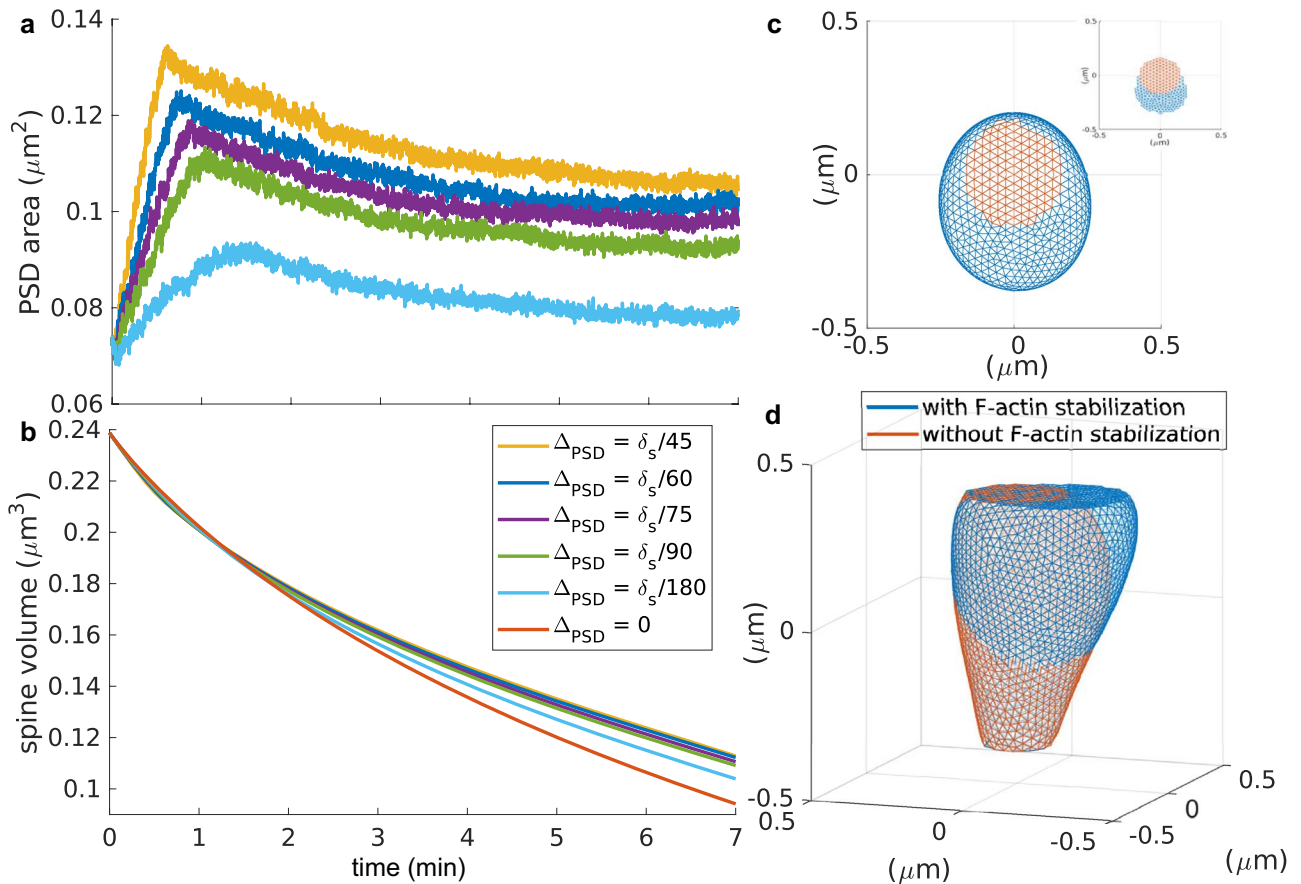 a
0.14
0.12
0.1
0.08
0.06
PSD area (μm²)
b
0.24
0.22
0.2
0.18
0.16
0.14
0.12
0.1
spine volume (μm³)
Δ_PSD = δ_s/45
Δ_PSD = δ_s/60
Δ_PSD = δ_s/75
Δ_PSD = δ_s/90
Δ_PSD = δ_s/180
Δ_PSD = 0
0 1 2 3 4 5 6 7
time (min)
c
0.5
0
-0.5
(μm)
-0.5 0 0.5
(μm)
0.5
0
-0.5
(μm)
-0.5 0 0.5
(μm)
d
with F-actin stabilization
without F-actin stabilization
0.5
0
-0.5
(μm)
0.5 0 -0.5
(μm)
-0.5 0 0.5
(μm)